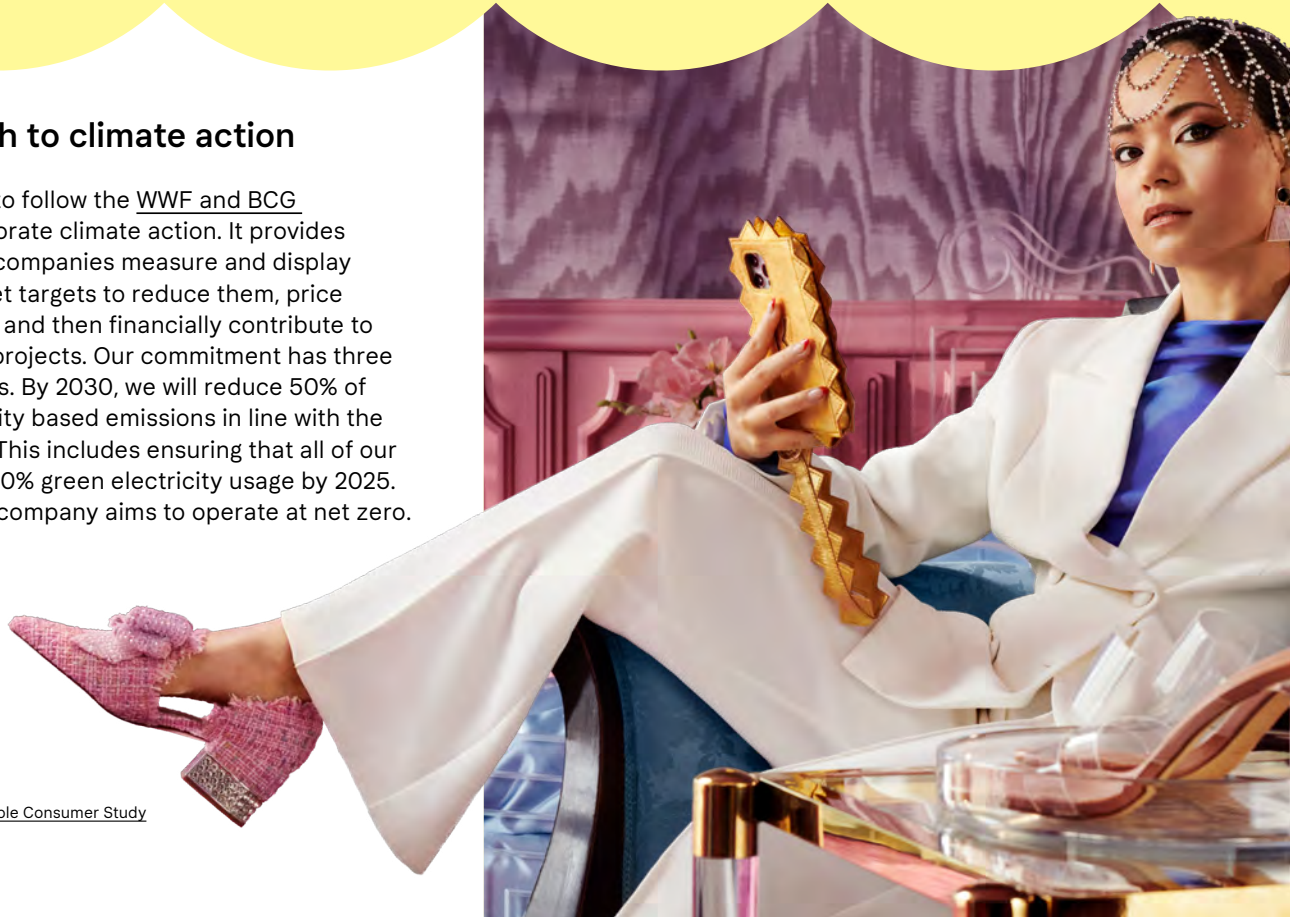 h to climate action
to follow the WWF and BCG
orate climate action. It provides
companies measure and display
et targets to reduce them, price
and then financially contribute to
projects. Our commitment has three
s. By 2030, we will reduce 50% of
ity based emissions in line with the
This includes ensuring that all of our
0% green electricity usage by 2025.
company aims to operate at net zero.
ble Consumer Study